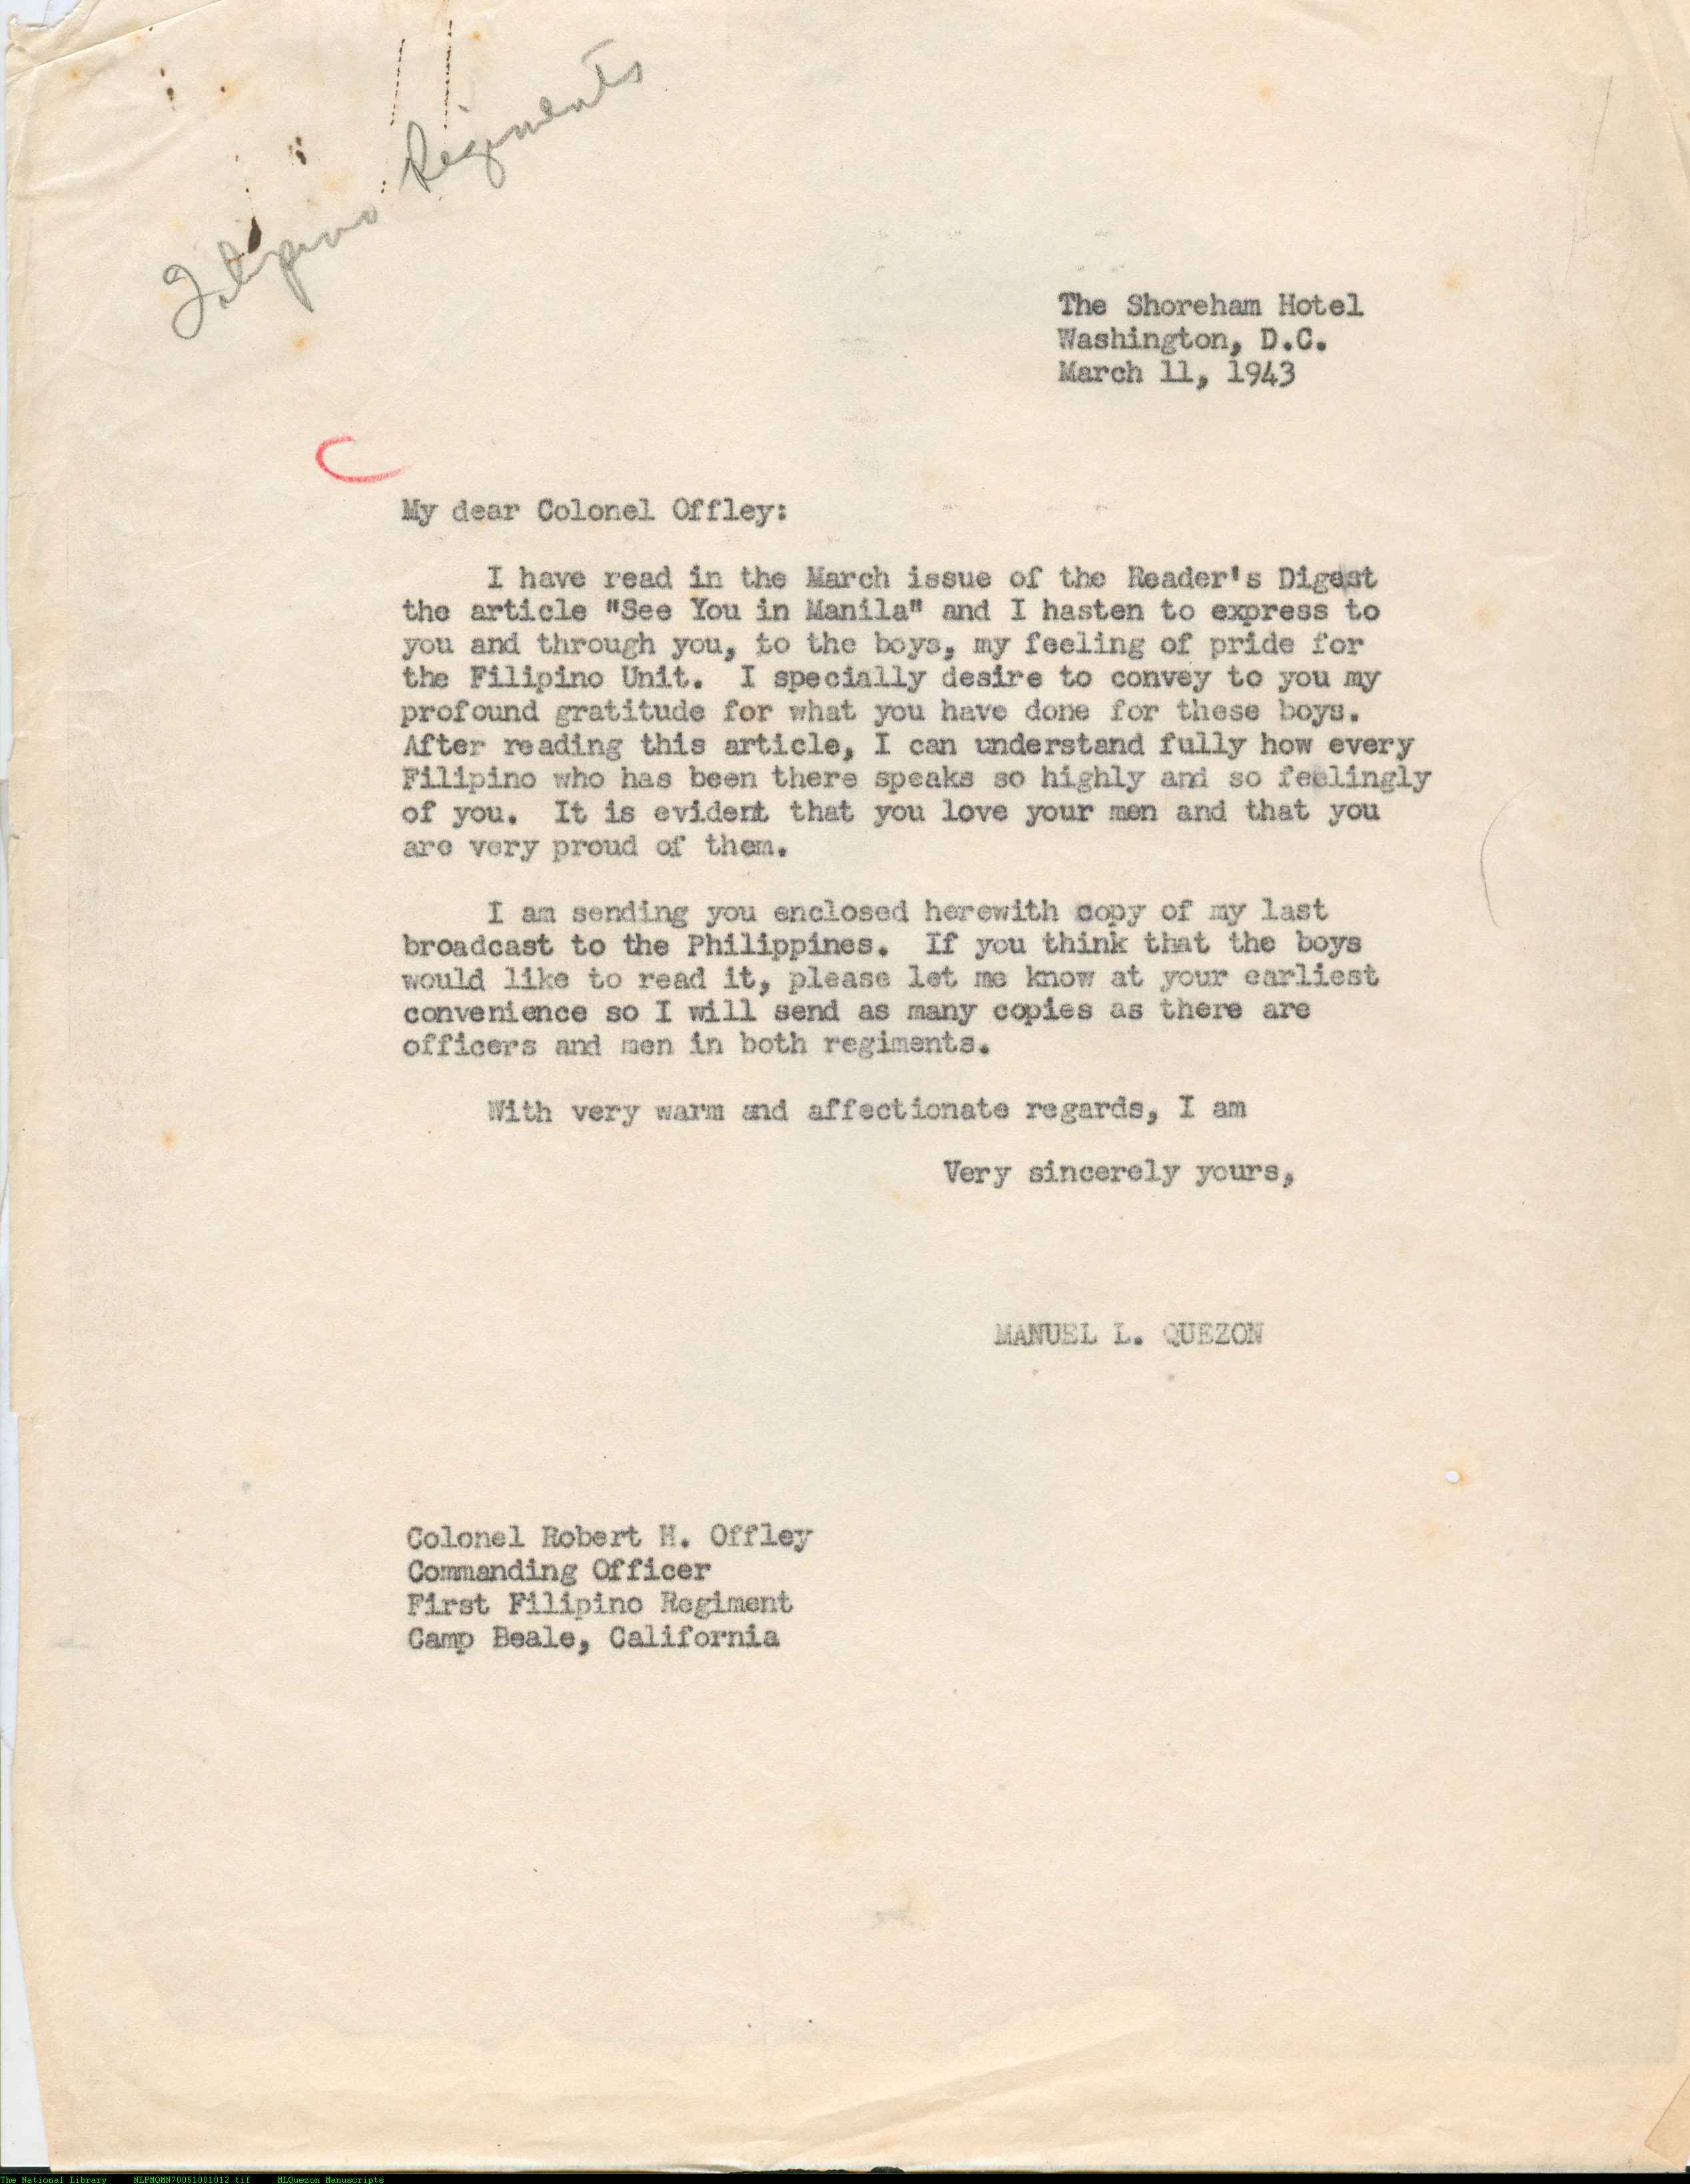 Filipino Regiments
The Shoreham Hotel
Washington, D.C.
March 11, 1943
My dear Colonel Offley:
I have read in the March issue of the Reader's Digest
the article "See You in Manila" and I hasten to express to
you and through you, to the boys, my feeling of pride for
the Filipino Unit. I specially desire to convey to you my
profound gratitude for what you have done for these boys.
After reading this article, I can understand fully how every
Filipino who has been there speaks so highly and so feelingly
of you. It is evident that you love your men and that you
are very proud of them.
I am sending you enclosed herewith copy of my last
broadcast to the Philippines. If you think that the boys
would like to read it, please let me know at your earliest
convenience so I will send as many copies as there are
officers and men in both regiments.
With very warm and affectionate regards, I am
Very sincerely yours,
MANUEL L. QUEZON
Colonel Robert H. Offley
Commanding Officer
First Filipino Regiment
Camp Beale, California
The National Library NLPMQMN70051001012.tif MLQuezon Manuscripts